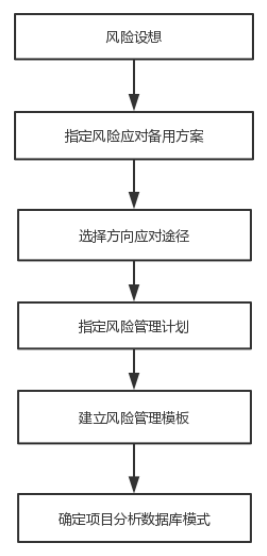 风险设想
指定风险应对备用方案
选择方向应对途径
指定风险管理计划
建立风险管理模板
确定项目分析数据库模式